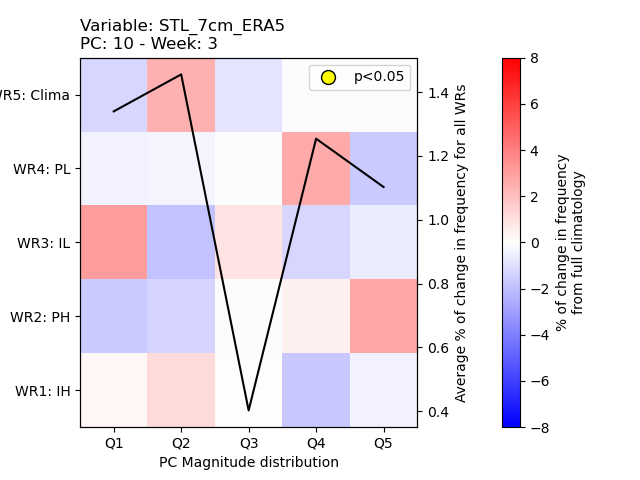 Variable: STL_7cm_ERA5
PC: 10 - Week: 3
p<0.05
WR5: Clima
WR4: PL
WR3: IL
WR2: PH
WR1: IH
Q1 Q2 Q3 Q4 Q5
PC Magnitude distribution
1.4
1.2
1.0
0.8
0.6
0.4
Average % of change in frequency for all WRs
8
6
4
2
0
−2
−4
−6
−8
% of change in frequency
from full climatology